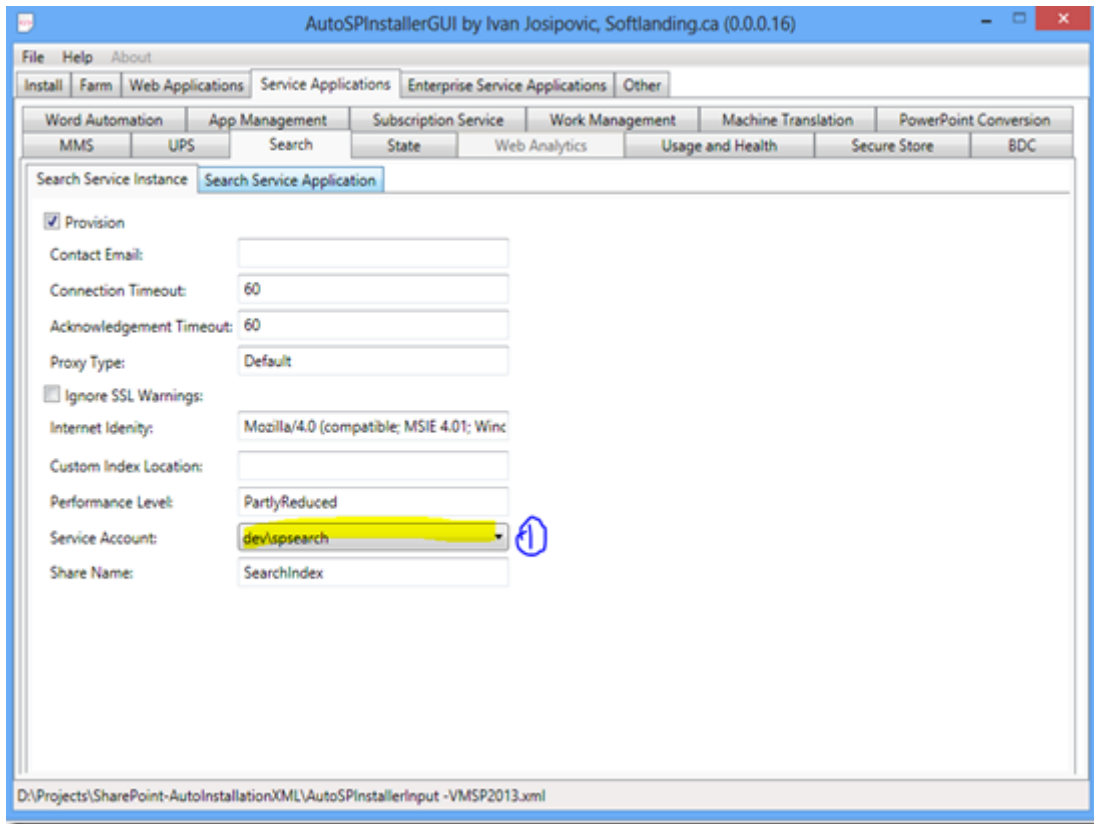 AutoSPInstallerGUI by Ivan Josipovic, Softlanding.ca (0.0.0.16)
File Help About
Install Farm Web Applications Service Applications Enterprise Service Applications Other
Word Automation App Management Subscription Service Work Management Machine Translation PowerPoint Conversion
MMS UPS Search State Web Analytics Usage and Health Secure Store BDC
Search Service Instance Search Service Application
Provision
Contact Email:
Connection Timeout: 60
Acknowledgement Timeout: 60
Proxy Type: Default
Ignore SSL Warnings:
Internet Idenity: Mozilla/4.0 (compatible; MSIE 4.01; Winc
Custom Index Location:
Performance Level: PartlyReduced
Service Account: dev\spsearch 1
Share Name: SearchIndex
D:\Projects\SharePoint-AutoInstallationXML\AutoSPInstallerInput -VMSP2013.xml